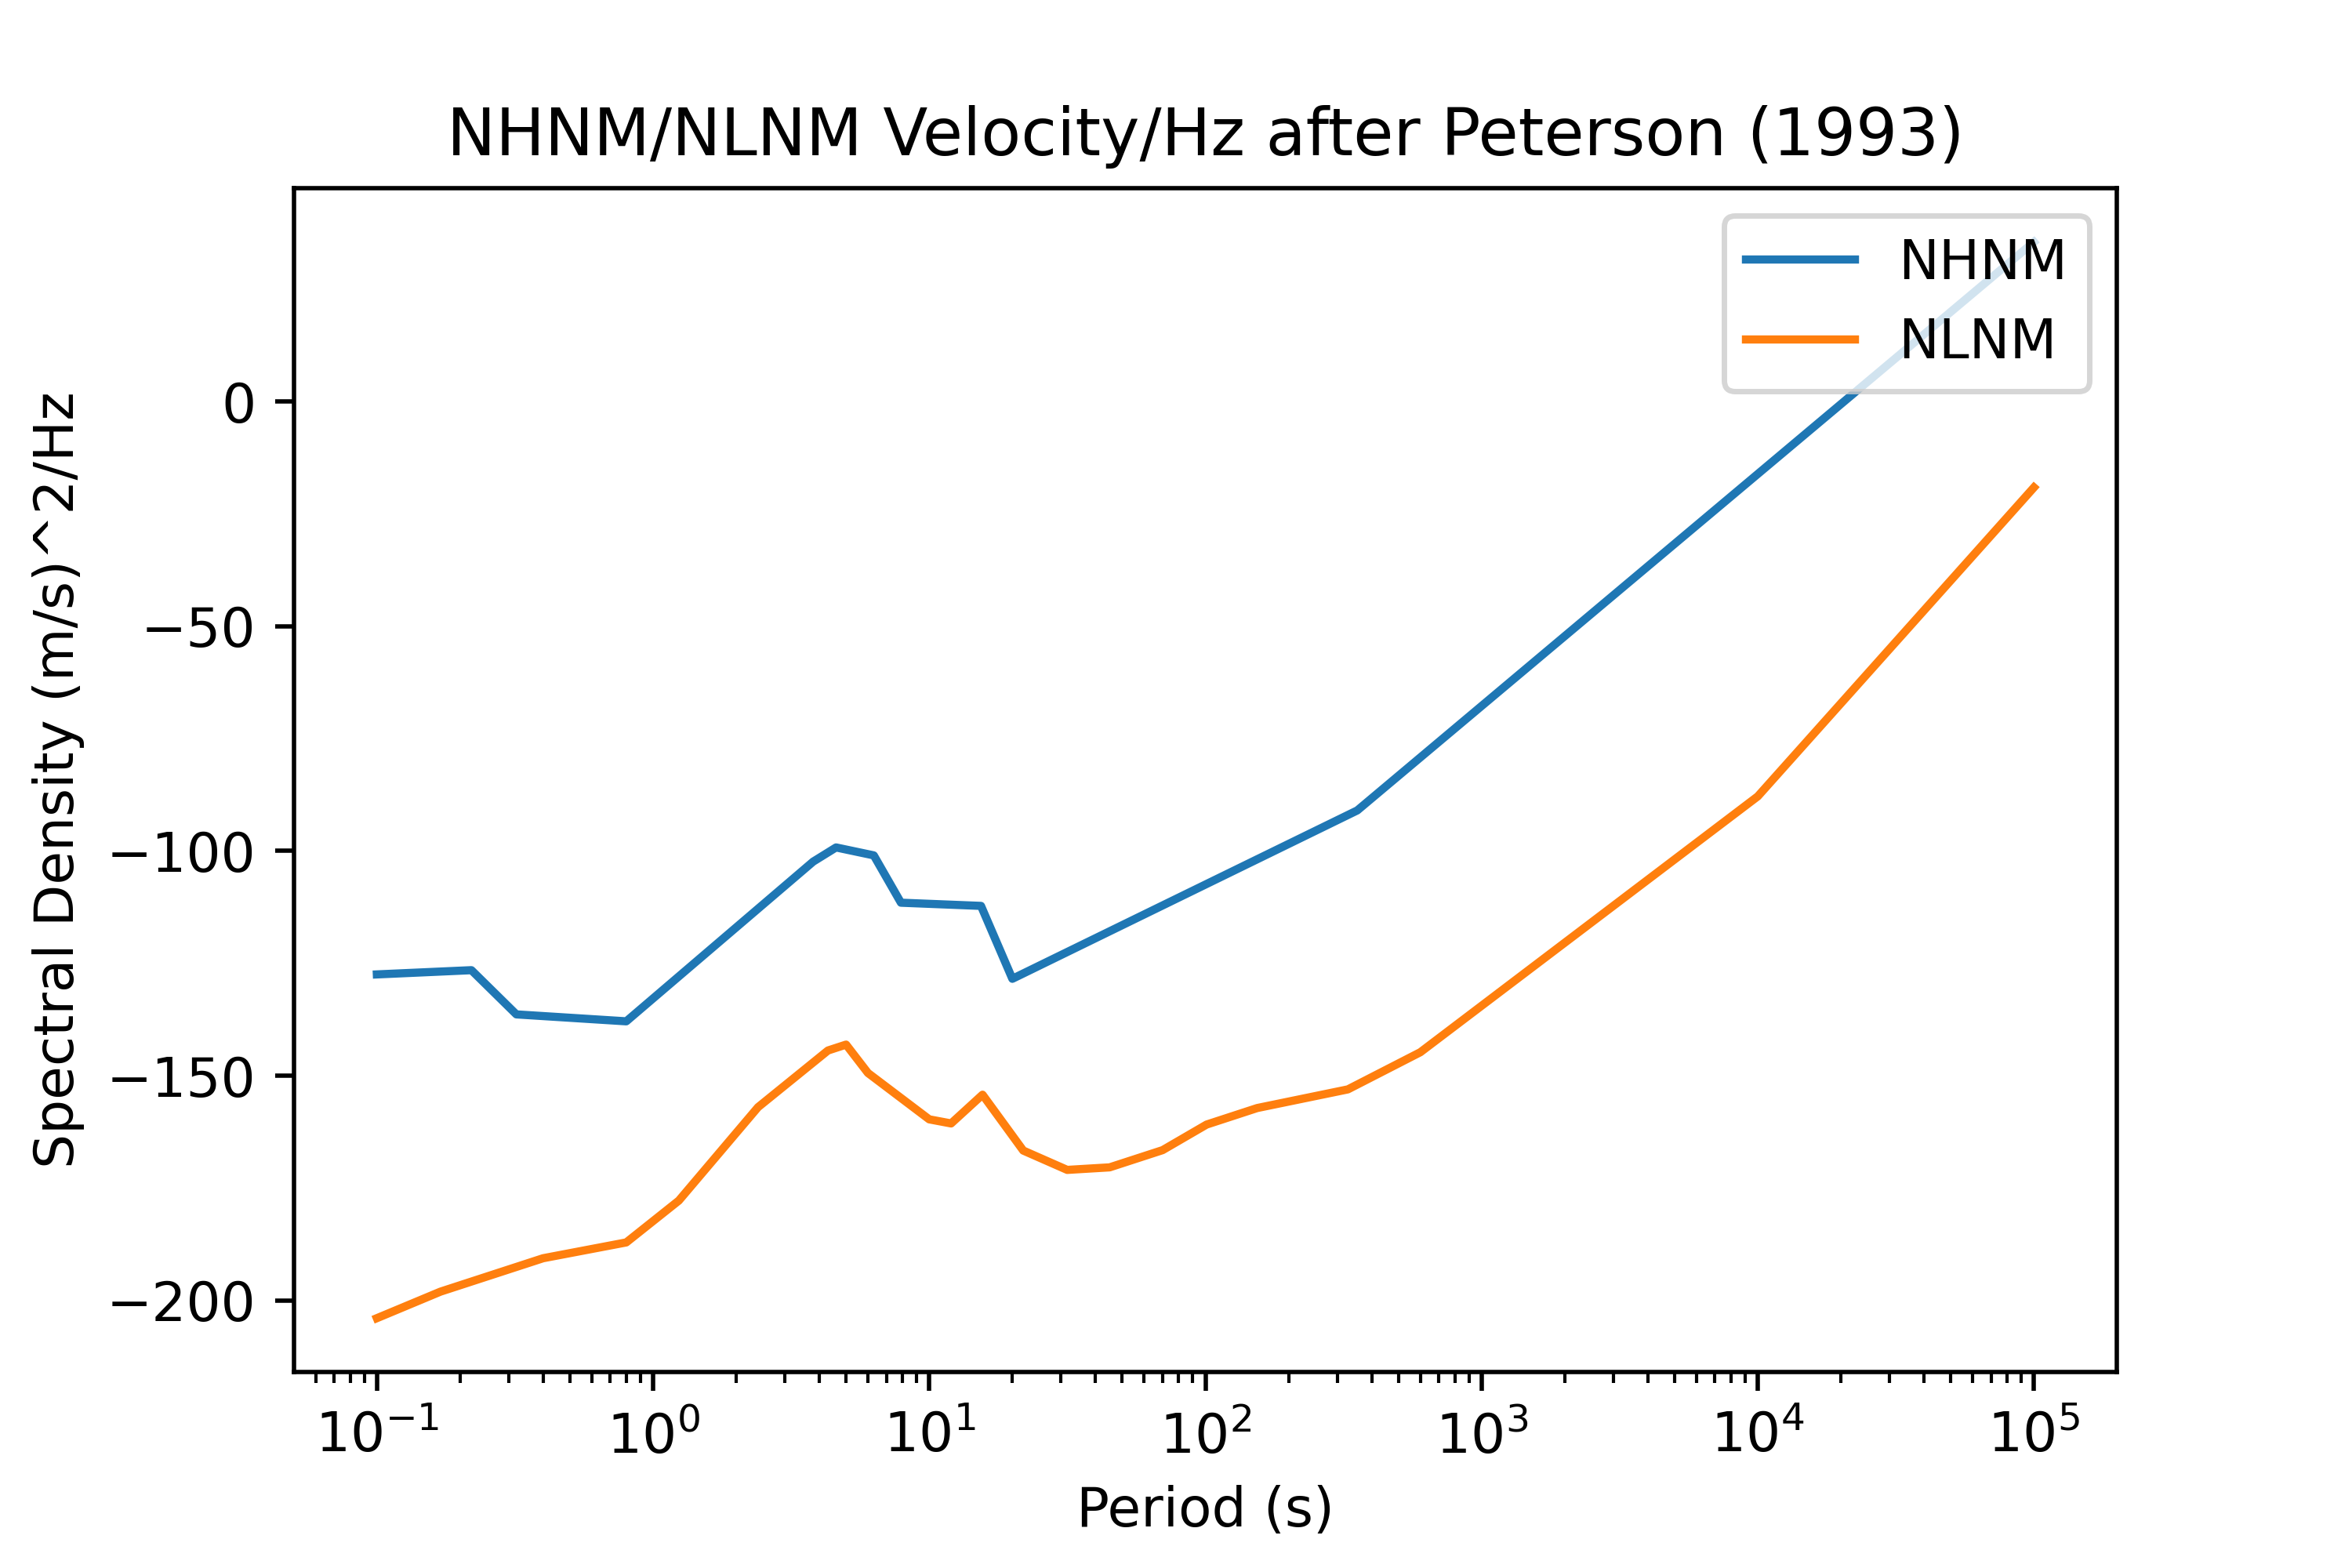 NHNM/NLNM Velocity/Hz after Peterson (1993)
NHNM
NLNM
Spectral Density (m/s)^2/Hz
0
−50
−100
−150
−200
10⁻¹ 10⁰ 10¹ 10² 10³ 10⁴ 10⁵
Period (s)